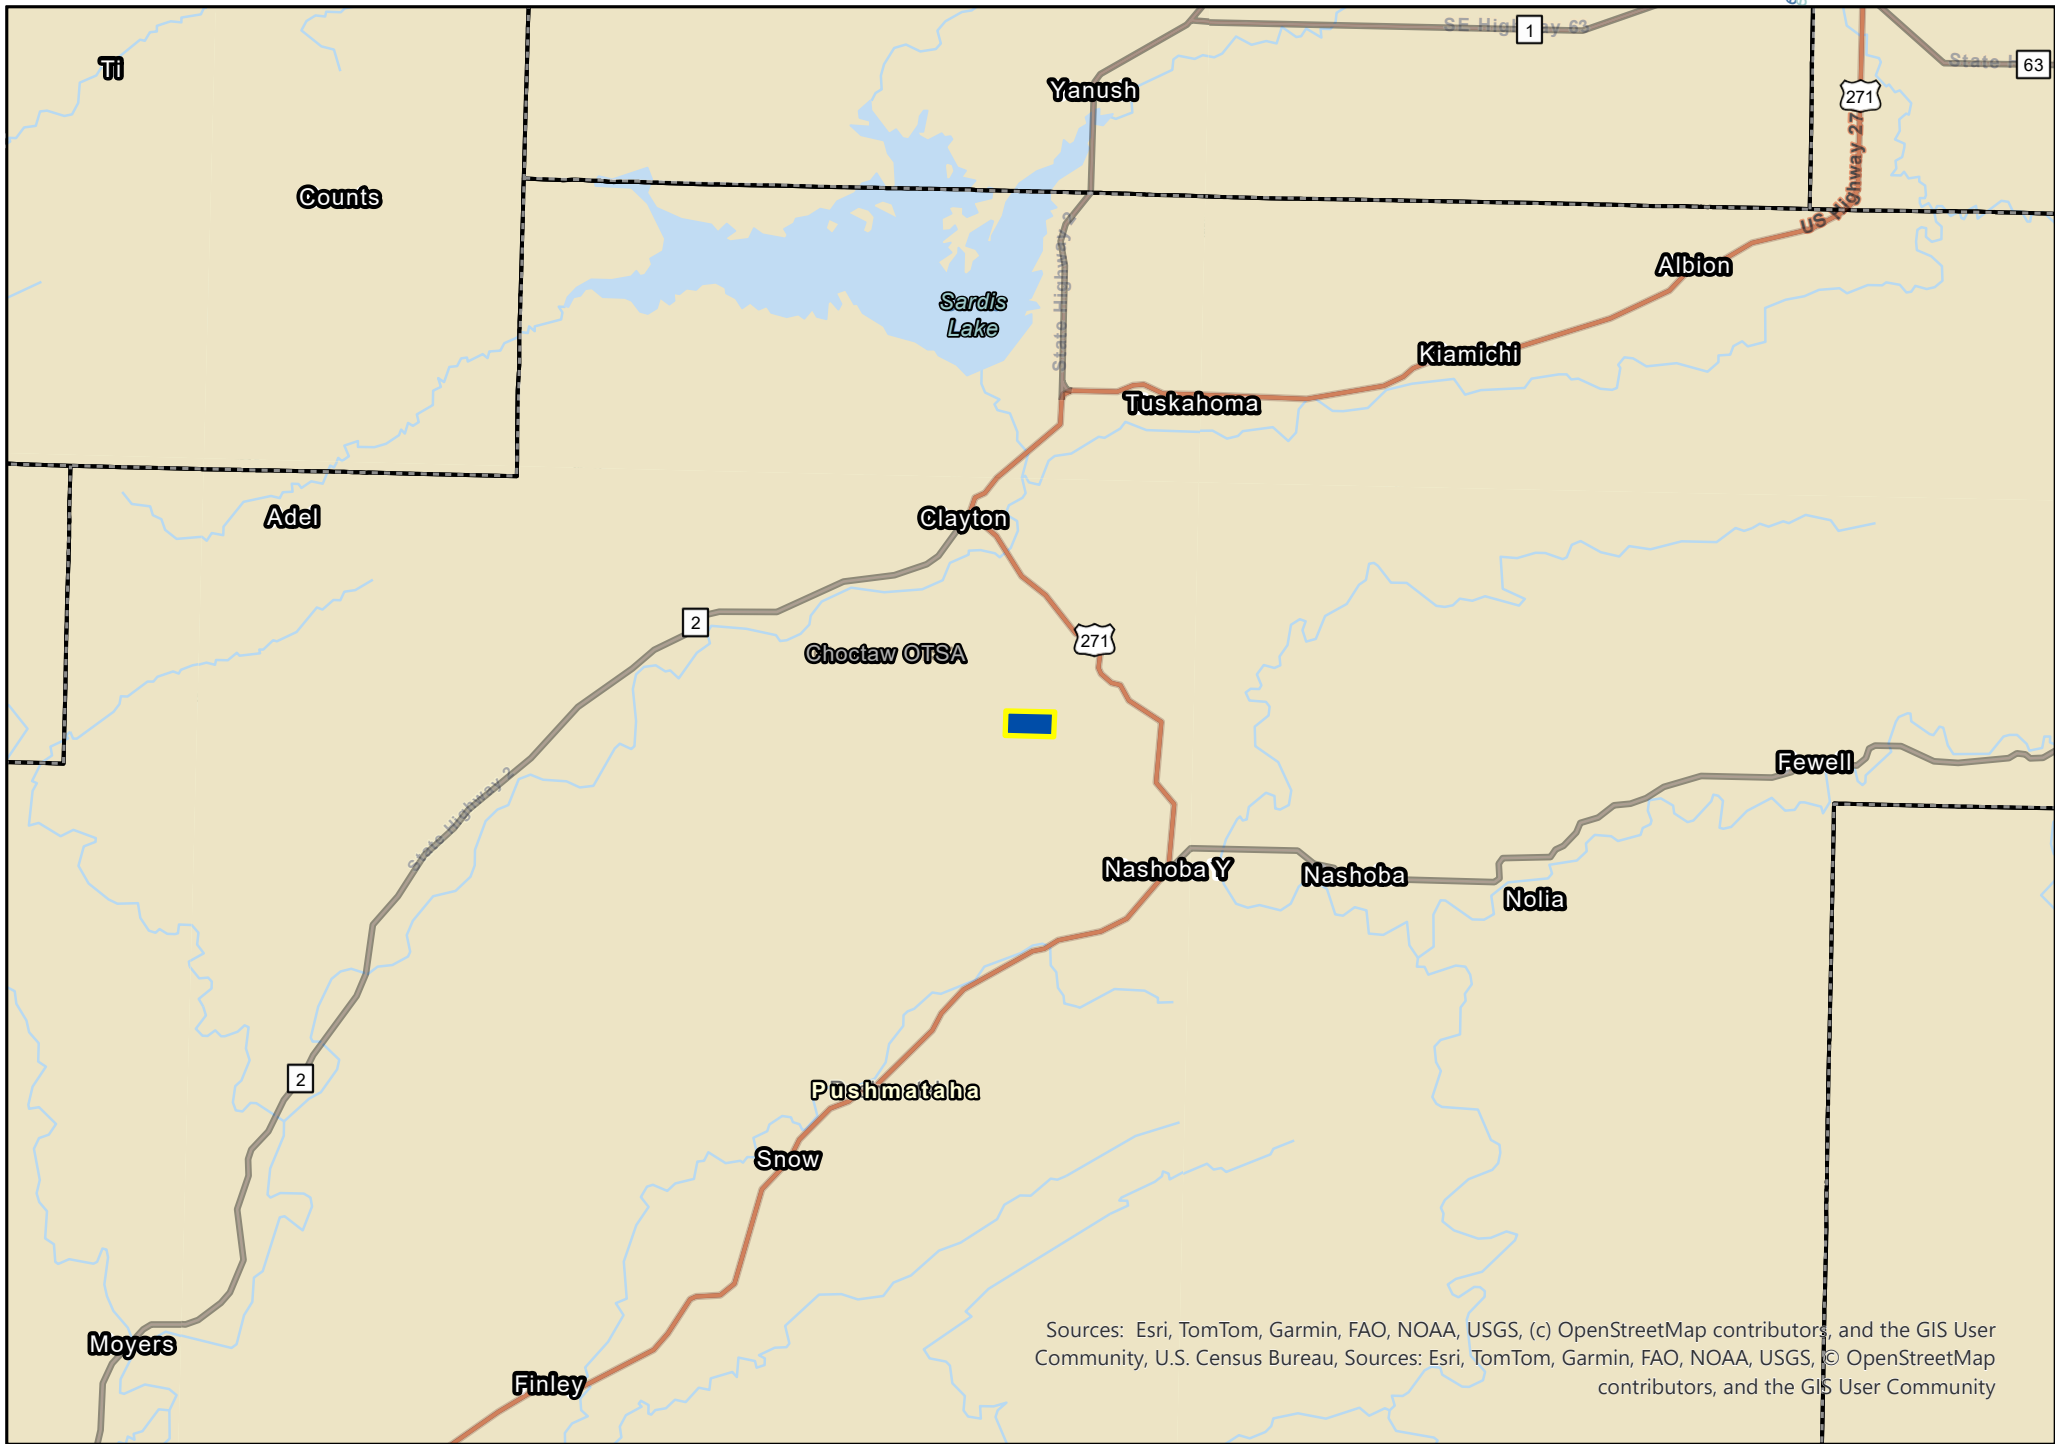 SE Highway 63
1
Ti
State H
63
Yanush
271
Counts
State Highway 2
US Highway 27
Albion
Sardis
Lake
Kiamichi
Tuskahoma
Adel
Clayton
2
271
Choctaw OTSA
Fewell
State Highway 2
Nashoba Y
Nashoba
Nolia
2
Pushmataha
Snow
Moyers
Finley
Sources: Esri, TomTom, Garmin, FAO, NOAA, USGS, (c) OpenStreetMap contributors, and the GIS User
Community, U.S. Census Bureau, Sources: Esri, TomTom, Garmin, FAO, NOAA, USGS, © OpenStreetMap
contributors, and the GIS User Community